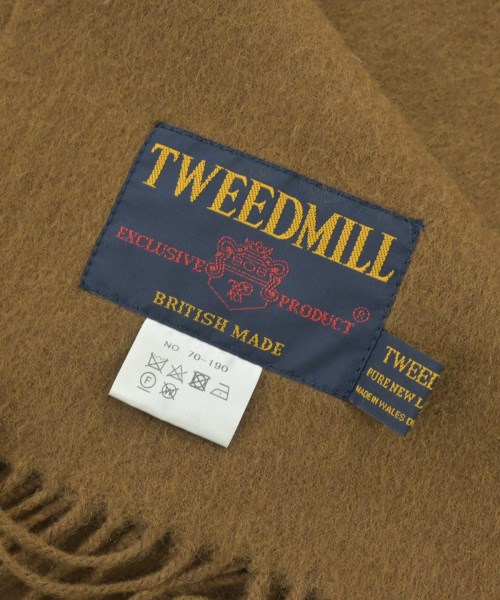 TWEEDMILL
EXCLUSIVE PRODUCT ®
BRITISH MADE
NO 70-190
F
TWEED
PURE NEW L
MADE IN WALES